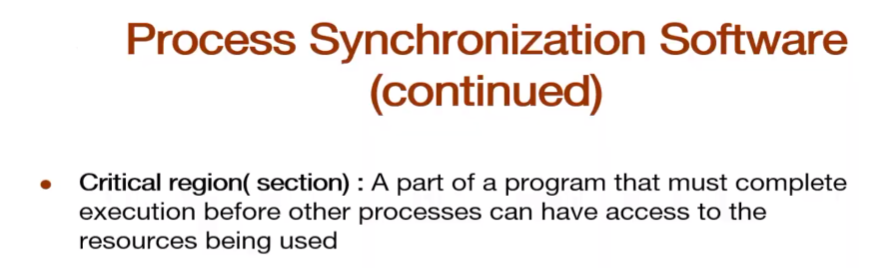 Process Synchronization Software
(continued)
• Critical region( section) : A part of a program that must complete
execution before other processes can have access to the
resources being used